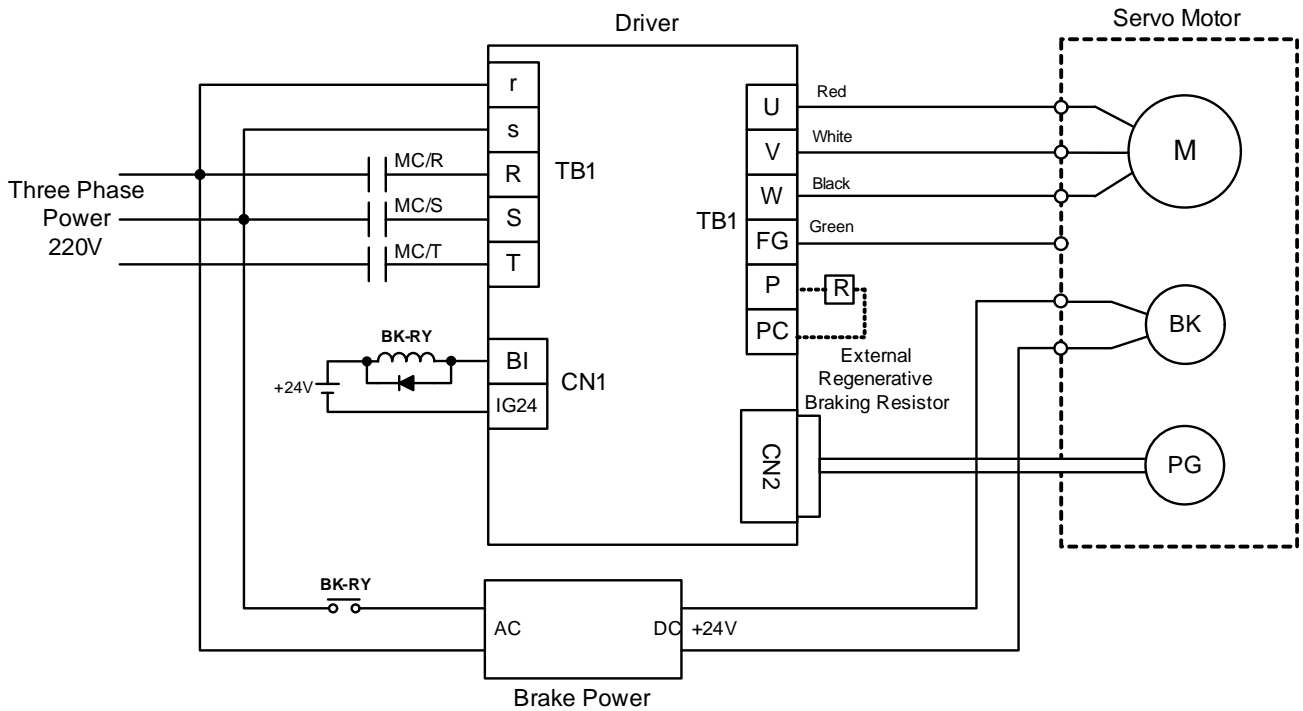 Servo Motor
Driver
r
s
R
S
T
TB1
MC/R
MC/S
MC/T
Three Phase
Power
220V
U
V
W
FG
P
PC
TB1
Red
White
Black
Green
R
External
Regenerative
Braking Resistor
M
BK
PG
BK-RY
+24V
BI
IG24
CN1
CN2
BK-RY
AC
DC
+24V
Brake Power